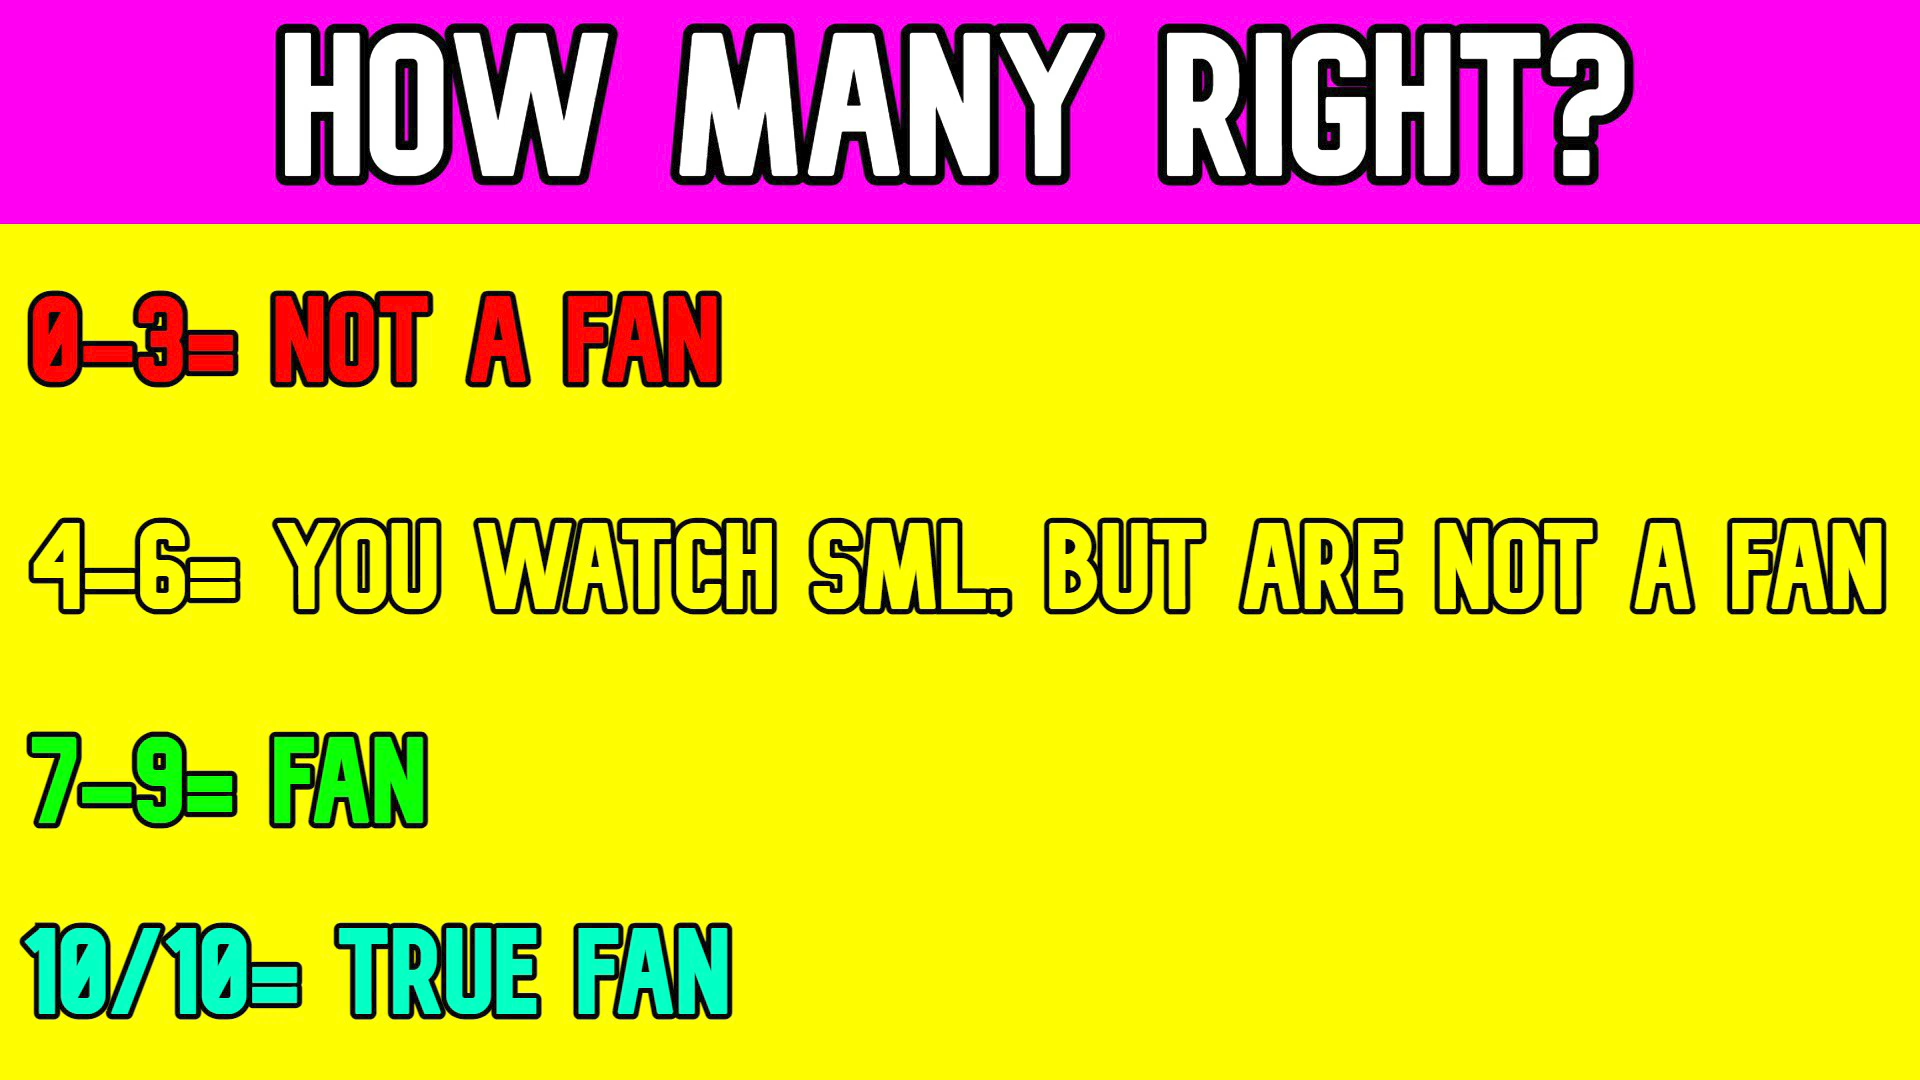 HOW MANY RIGHT?
0-3= NOT A FAN
4-6= YOU WATCH SML, BUT ARE NOT A FAN
7-9= FAN
10/10= TRUE FAN